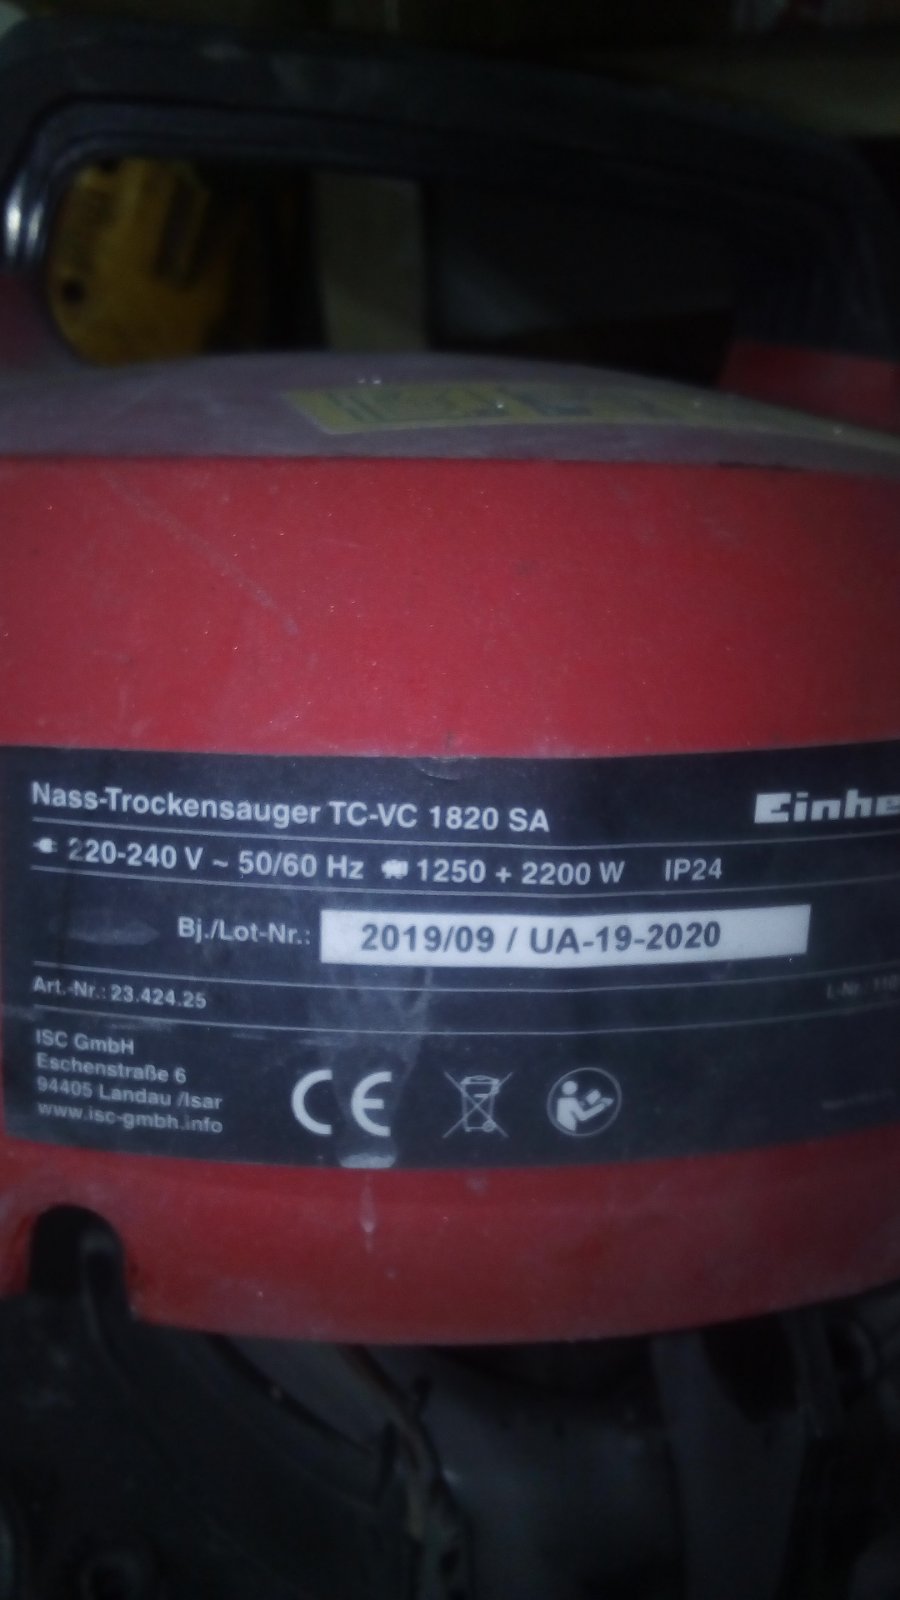 Nass-Trockensauger TC-VC 1820 SA
Einhe
220-240 V ~ 50/60 Hz 1250 + 2200 W IP24
Bj./Lot-Nr.: 2019/09 / UA-19-2020
Art.-Nr.: 23.424.25
L-Nr.: 110
ISC GmbH
Eschenstraße 6
94405 Landau /Isar
www.isc-gmbh.info
CE